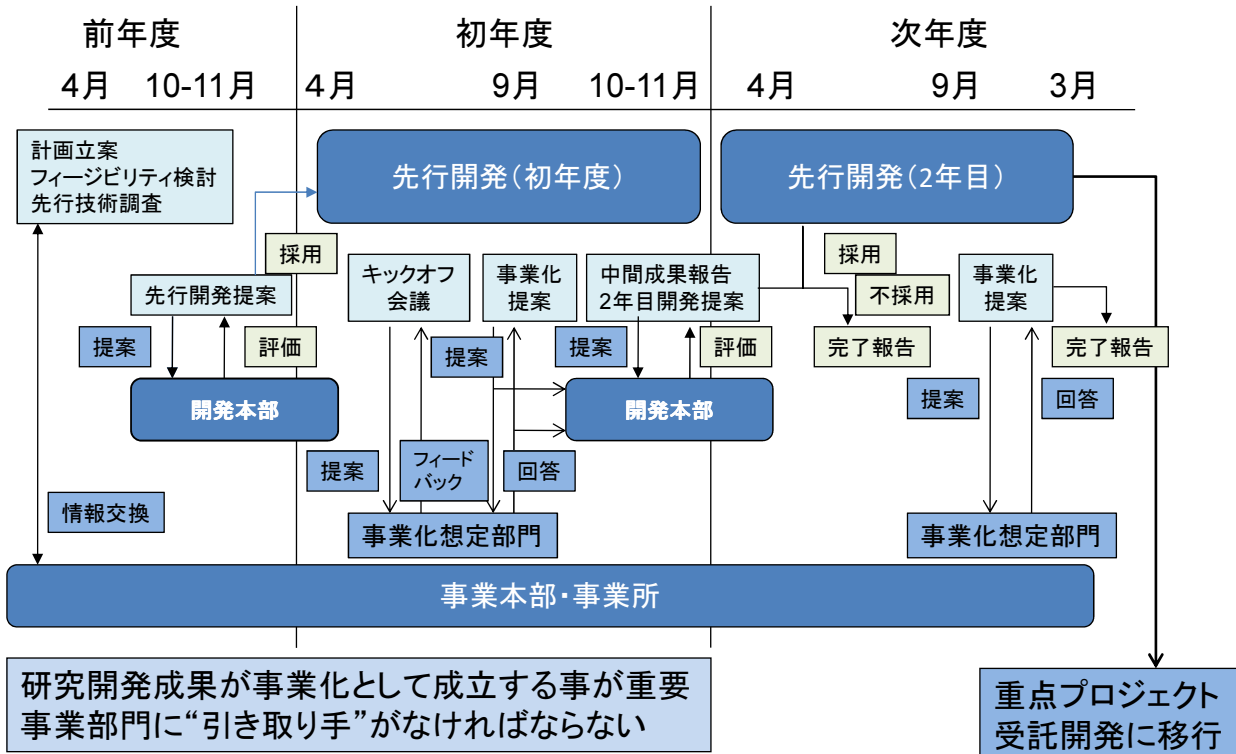 前年度
初年度
次年度
4月
10-11月
4月
9月
10-11月
4月
9月
3月
計画立案
フィージビリティ検討
先行技術調査
先行開発(初年度)
先行開発(2年目)
採用
先行開発提案
キックオフ
会議
事業化
提案
中間成果報告
2年目開発提案
採用
不採用
事業化
提案
提案
評価
提案
提案
評価
完了報告
完了報告
開発本部
開発本部
提案
回答
提案
フィード
バック
回答
情報交換
事業化想定部門
事業化想定部門
事業本部・事業所
研究開発成果が事業化として成立する事が重要
事業部門に“引き取り手”がなければならない
重点プロジェクト
受託開発に移行